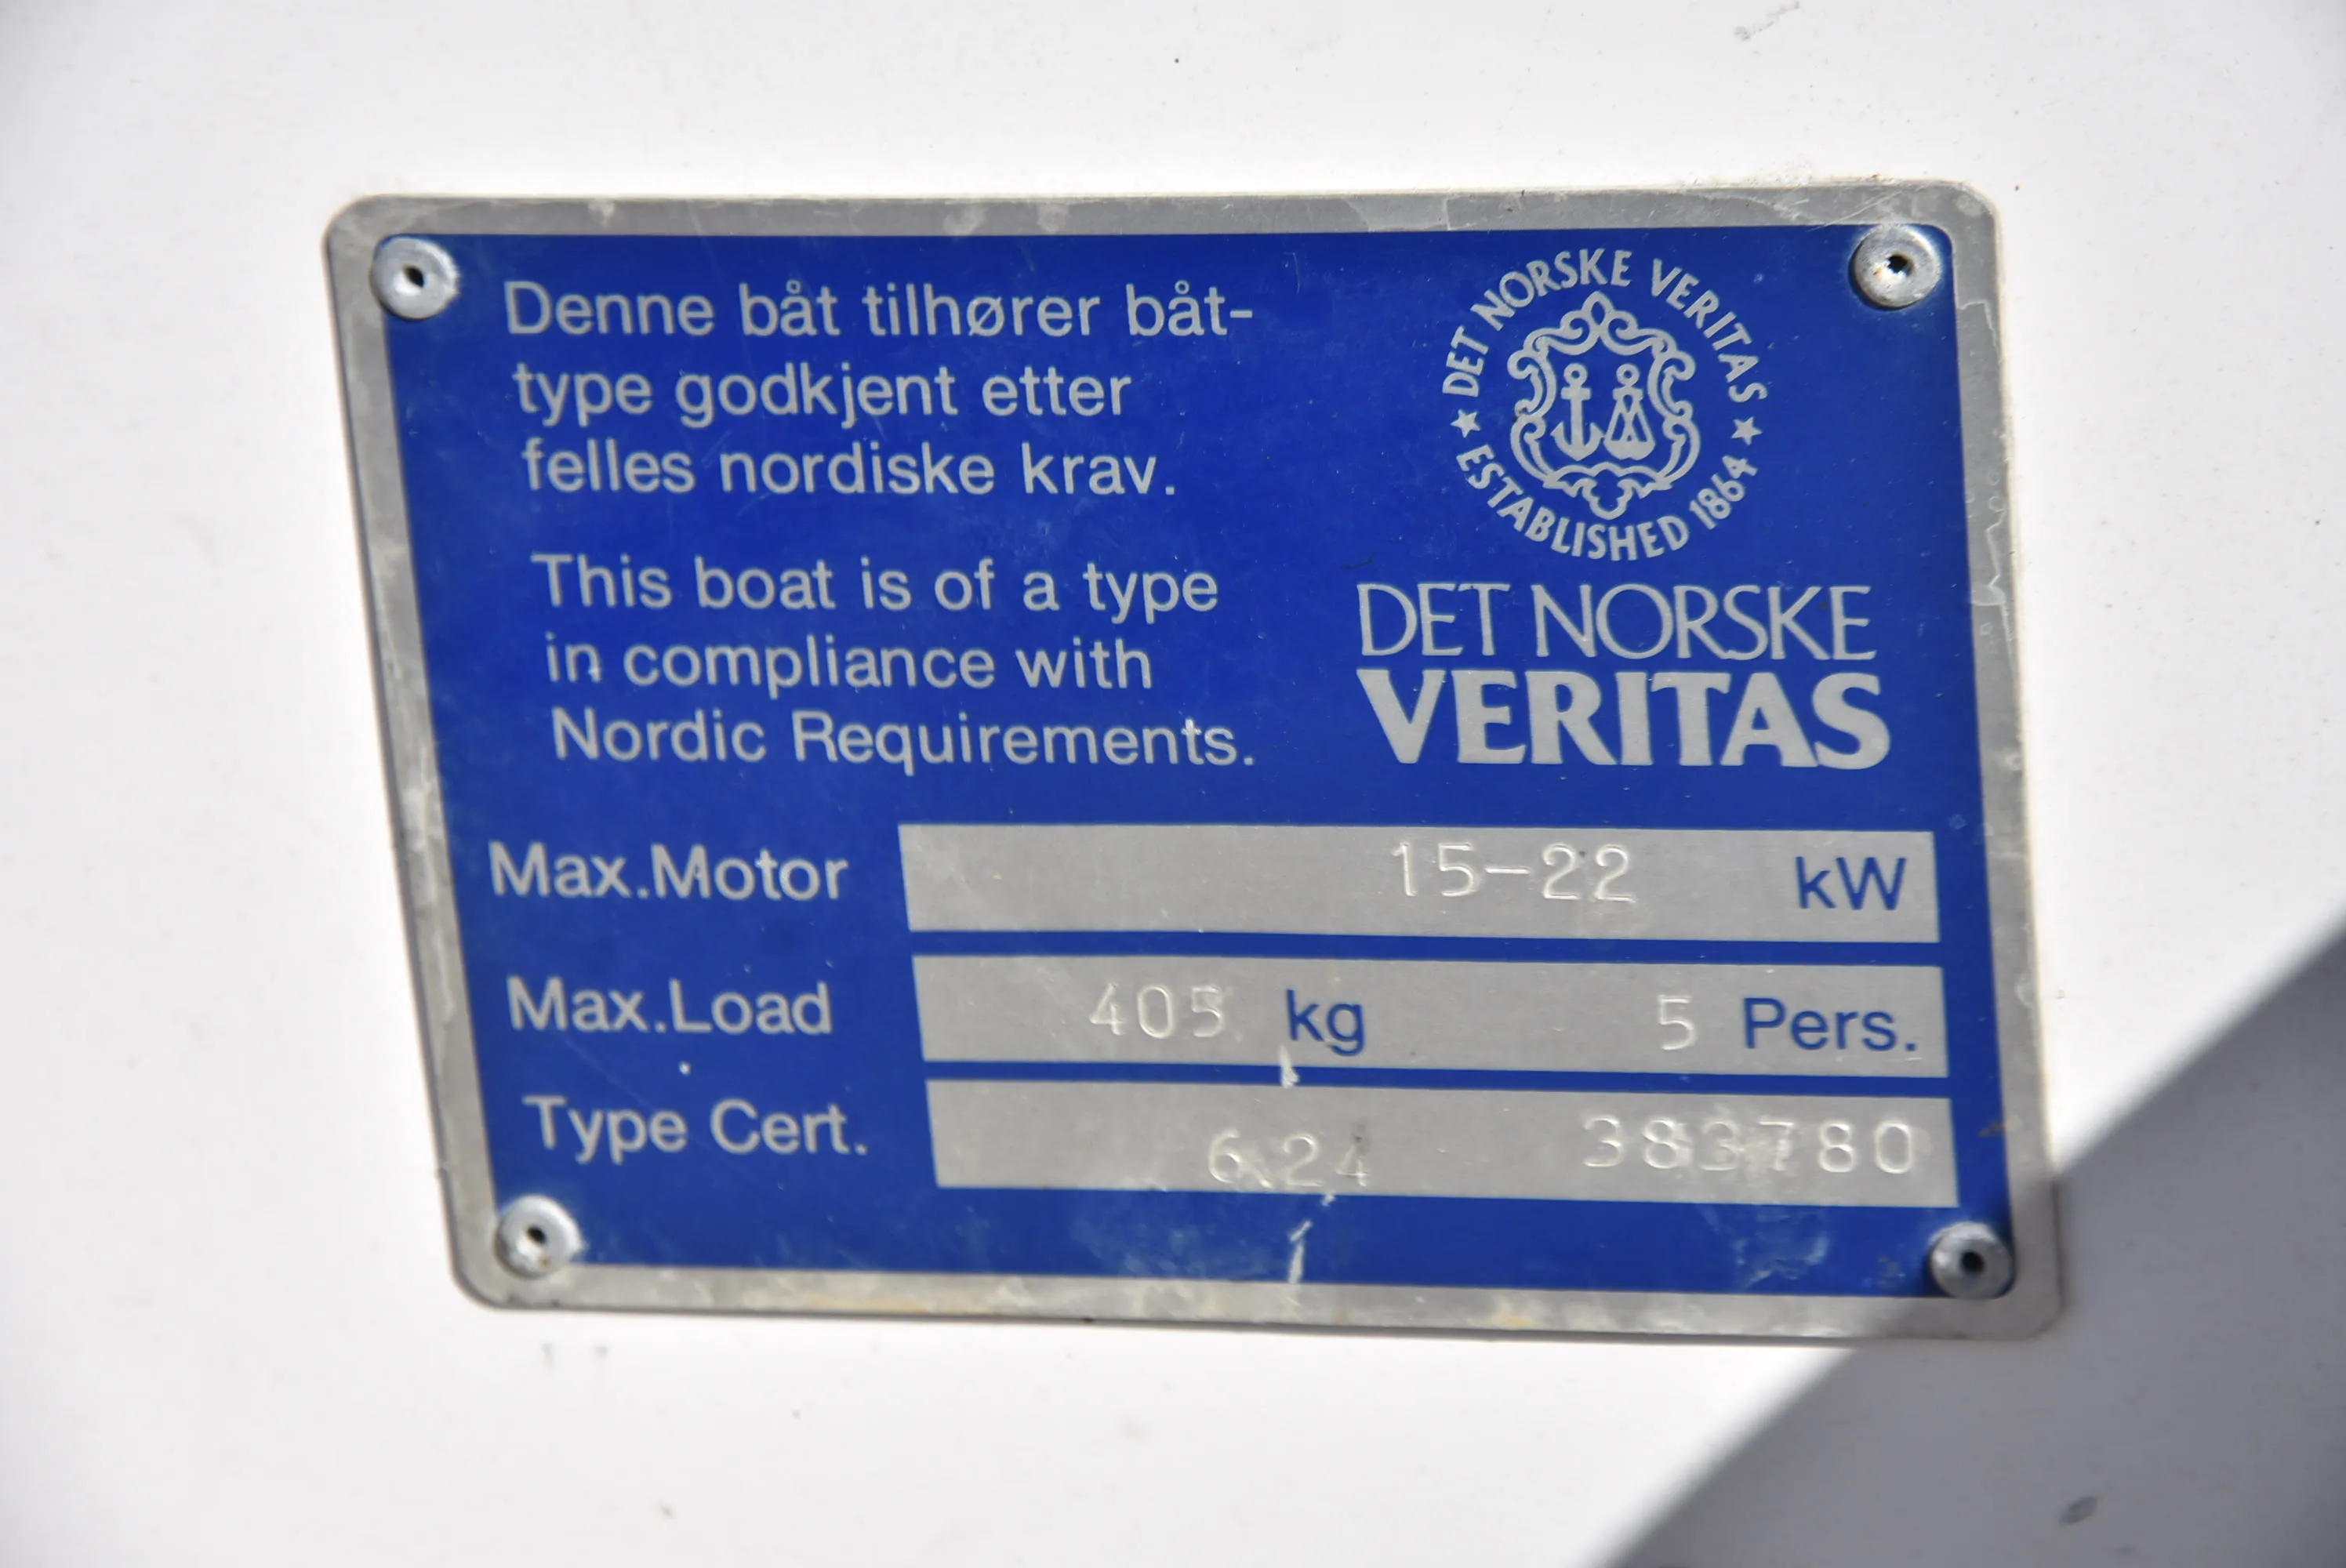 Denne båt tilhører båt-
type godkjent etter
felles nordiske krav.
This boat is of a type
in compliance with
Nordic Requirements.
DET NORSKE VERITAS
★ ESTABLISHED 1864 ★
DET NORSKE
VERITAS
Max.Motor 15-22 kW
Max.Load 405 kg 5 Pers.
Type Cert. 624 383780